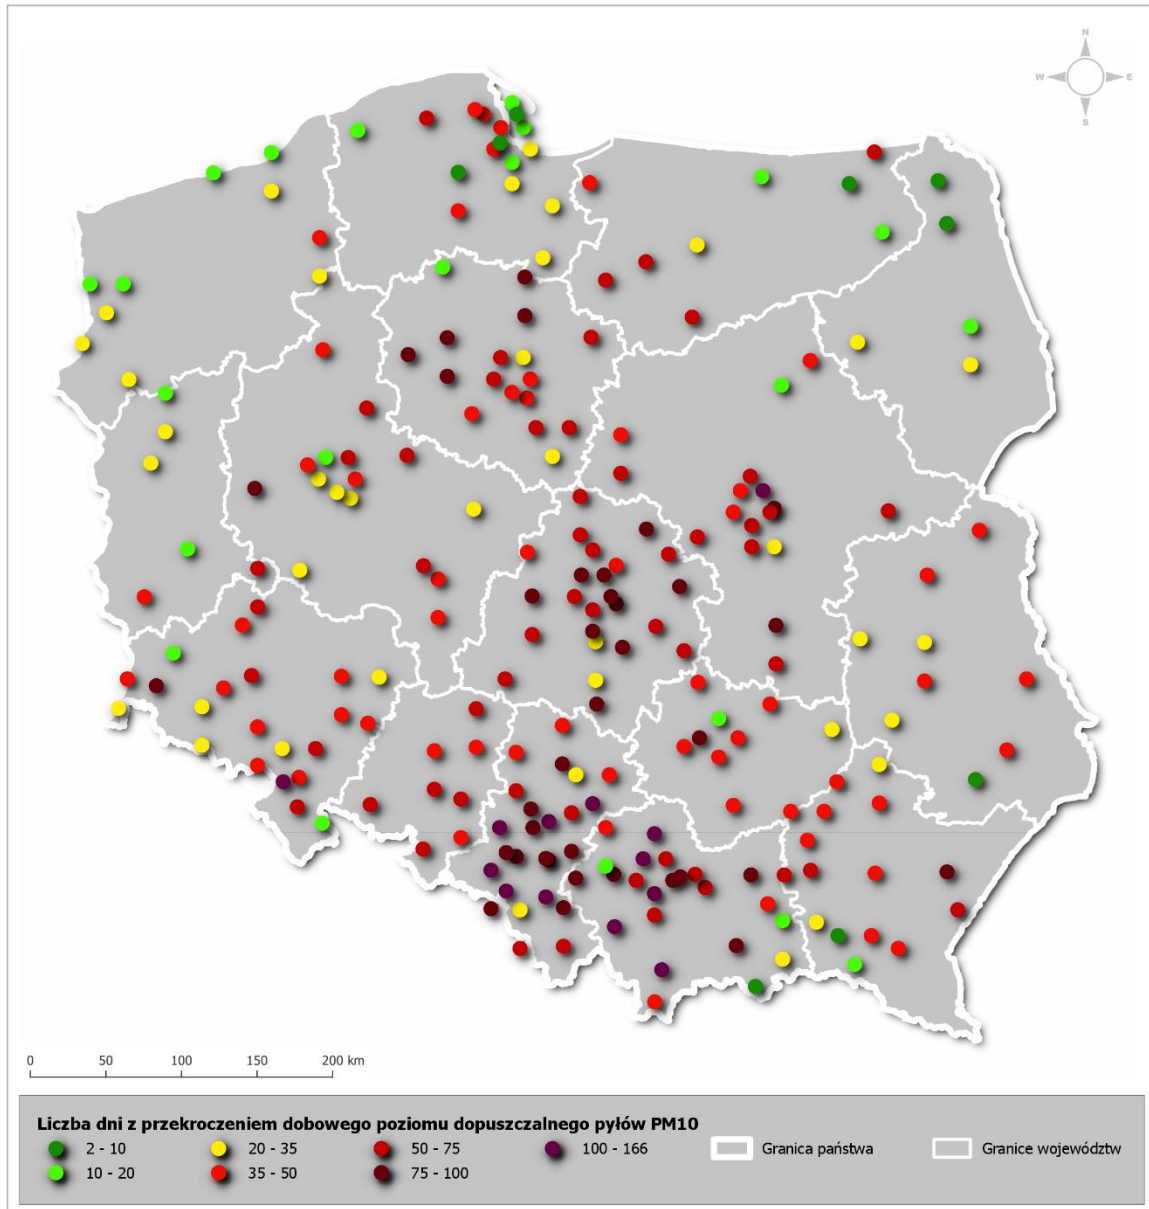 N
W E
S
0 50 100 150 200 km
Liczba dni z przekroczeniem dobowego poziomu dopuszczalnego pyłów PM10
2 - 10 20 - 35 50 - 75 100 - 166 Granica państwa Granice województw
10 - 20 35 - 50 75 - 100